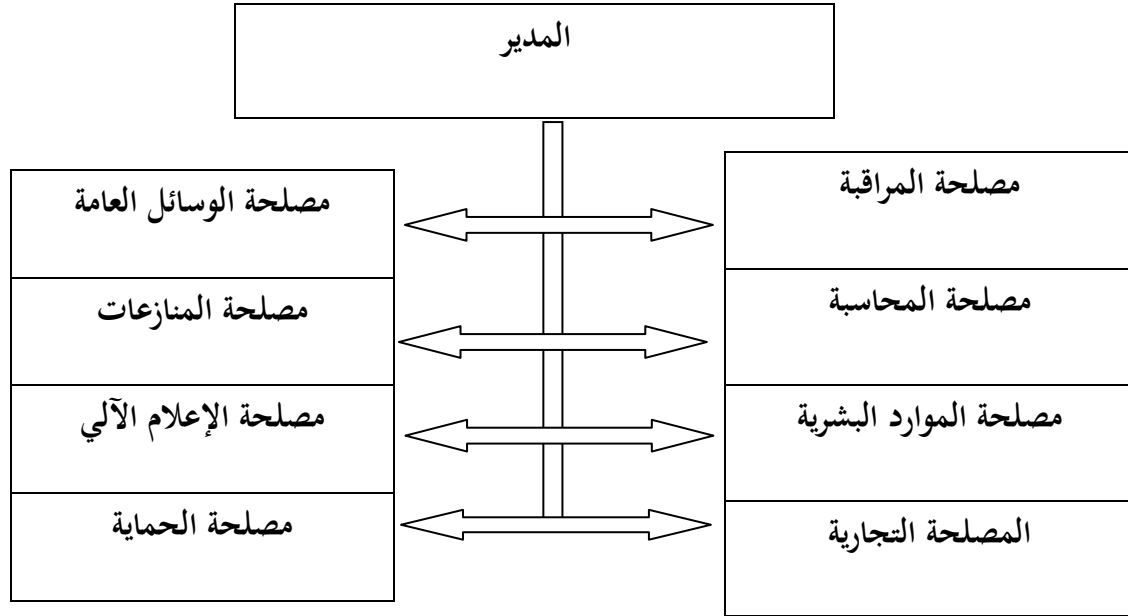 المدير
مصلحة المراقبة
مصلحة المحاسبة
مصلحة الموارد البشرية
المصلحة التجارية
مصلحة الوسائل العامة
مصلحة المنازعات
مصلحة الإعلام الآلي
مصلحة الحماية